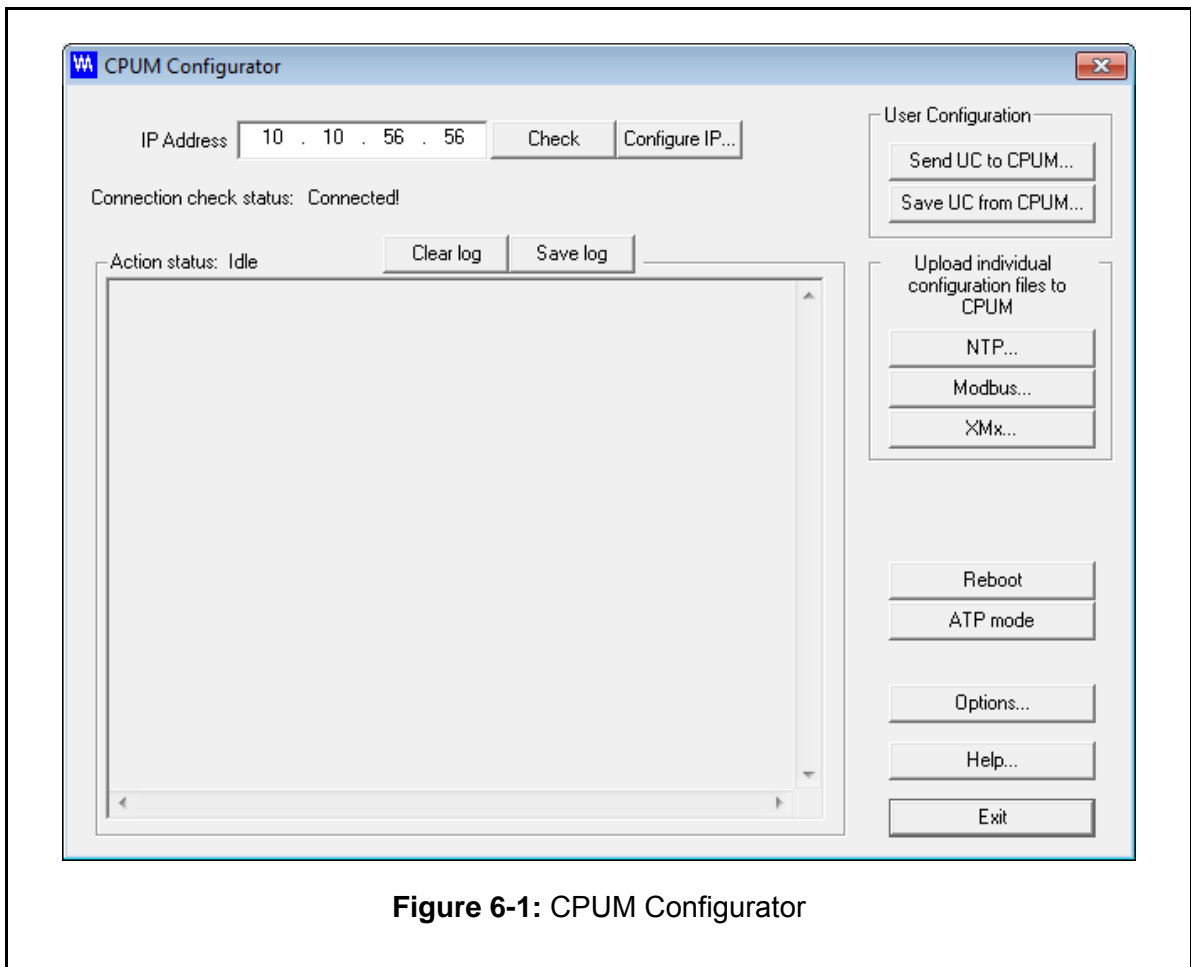 CPUM Configurator
IP Address 10 . 10 . 56 . 56 Check Configure IP...
Connection check status: Connected!
Action status: Idle Clear log Save log
User Configuration
Send UC to CPUM...
Save UC from CPUM...
Upload individual
configuration files to
CPUM
NTP...
Modbus...
XMx...
Reboot
ATP mode
Options...
Help...
Exit
Figure 6-1: CPUM Configurator